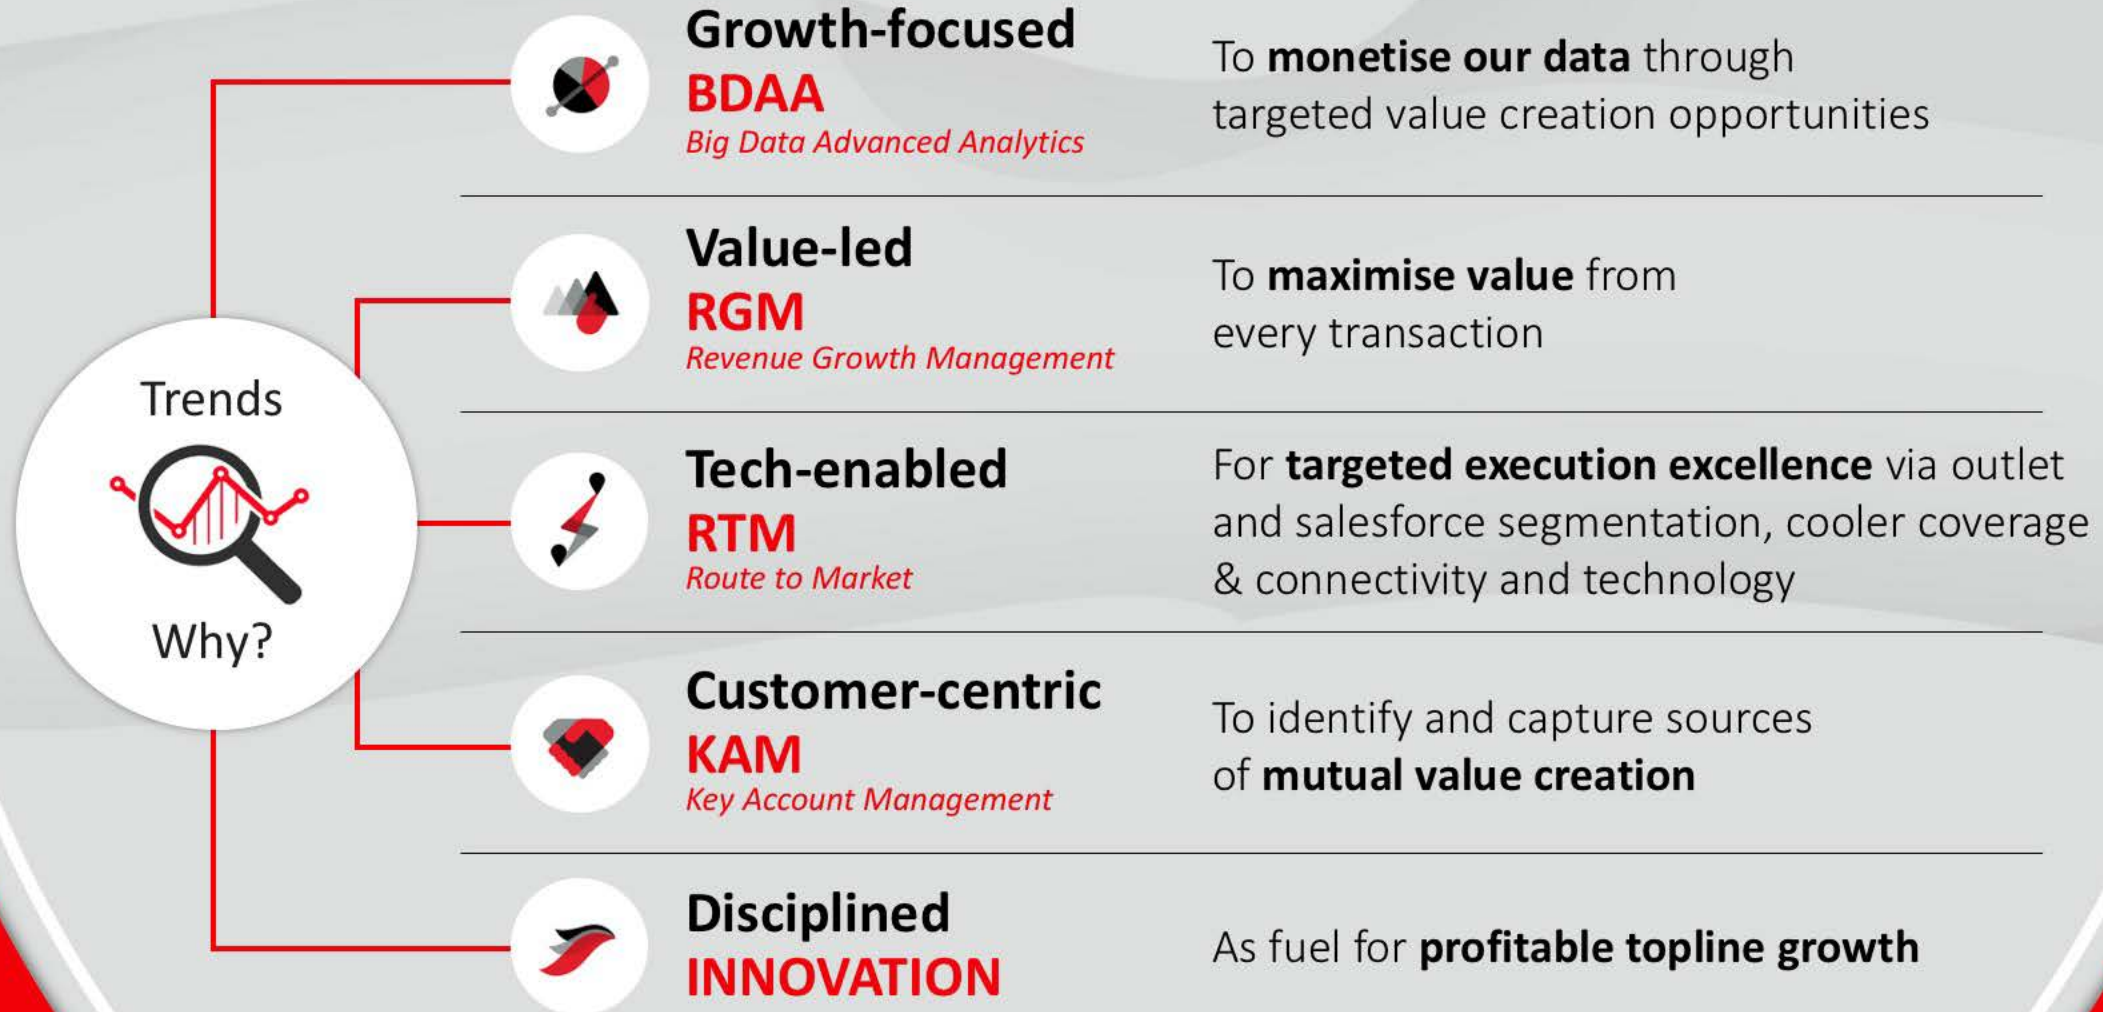 Trends
Why?
Growth-focused
BDAA
Big Data Advanced Analytics
To monetise our data through
targeted value creation opportunities
Value-led
RGM
Revenue Growth Management
To maximise value from
every transaction
Tech-enabled
RTM
Route to Market
For targeted execution excellence via outlet
and salesforce segmentation, cooler coverage
& connectivity and technology
Customer-centric
KAM
Key Account Management
To identify and capture sources
of mutual value creation
Disciplined
INNOVATION
As fuel for profitable topline growth